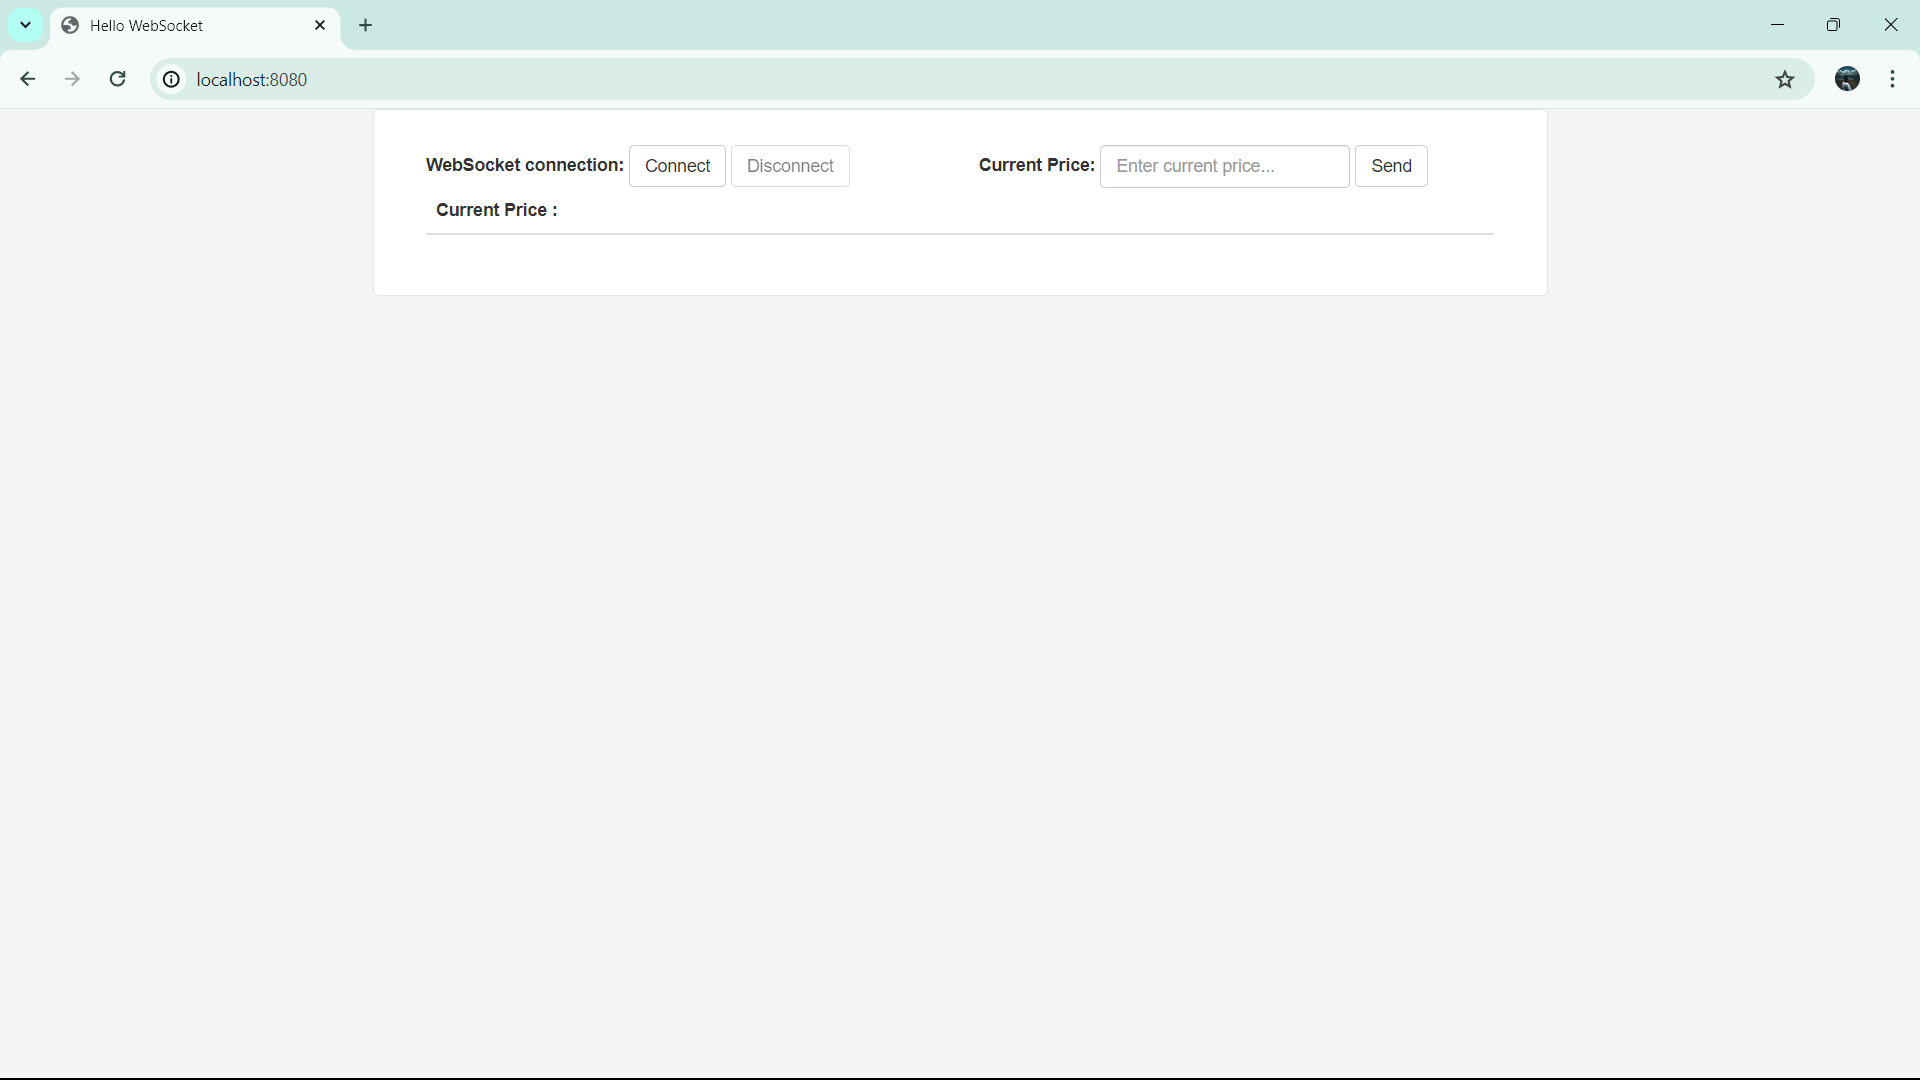 Hello WebSocket
localhost:8080
WebSocket connection: Connect Disconnect Current Price: Enter current price... Send
Current Price :